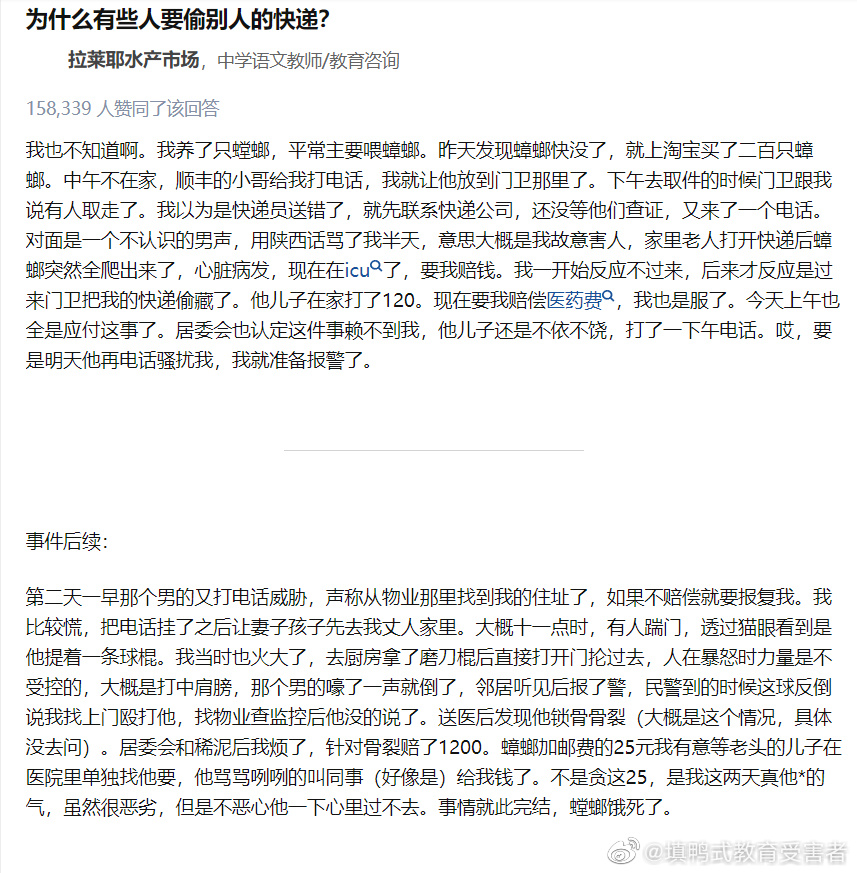 为什么有些人要偷别人的快递?
拉莱耶水产市场，中学语文教师/教育咨询
158,339 人赞同了该回答
我也不知道啊。我养了只螳螂，平常主要喂蟑螂。昨天发现蟑螂快没了，就上淘宝买了二百只蟑
螂。中午不在家，顺丰的小哥给我打电话，我就让他放到门卫那里了。下午去取件的时候门卫跟我
说有人取走了。我以为是快递员送错了，就先联系快递公司，还没等他们查证，又来了一个电话。
对面是一个不认识的男声，用陕西话骂了我半天，意思大概是我故意害人，家里老人打开快递后蟑
螂突然全爬出来了，心脏病发，现在在icu了，要我赔钱。我一开始反应不过来，后来才反应是过
来门卫把我的快递偷藏了。他儿子在家打了120。现在要我赔偿医药费，我也是服了。今天上午也
全是应付这事了。居委会也认定这件事赖不到我，他儿子还是不依不饶，打了一下午电话。哎，要
是明天他再电话骚扰我，我就准备报警了。
事件后续：
第二天一早那个男的又打电话威胁，声称从物业那里找到我的住址了，如果不赔偿就要报复我。我
比较慌，把电话挂了之后让妻子孩子先去我丈人家里。大概十一点时，有人踹门，透过猫眼看到是
他提着一条球棍。我当时也火大了，去厨房拿了磨刀棍后直接打开门抡过去，人在暴怒时力量是不
受控的，大概是打中肩膀，那个男的嚎了一声就倒了，邻居听见后报了警，民警到的时候这球反倒
说我找上门殴打他，找物业查监控后他没的说了。送医后发现他锁骨骨裂（大概是这个情况，具体
没去问）。居委会和稀泥后我烦了，针对骨裂赔了1200。蟑螂加邮费的25元我有意等老头的儿子在
医院里单独找他要，他骂骂咧咧的叫同事（好像是）给我钱了。不是贪这25，是我这两天真他*的
气，虽然很恶劣，但是不恶心他一下心里过不去。事情就此完结，螳螂饿死了。
@填鸭式教育受害者